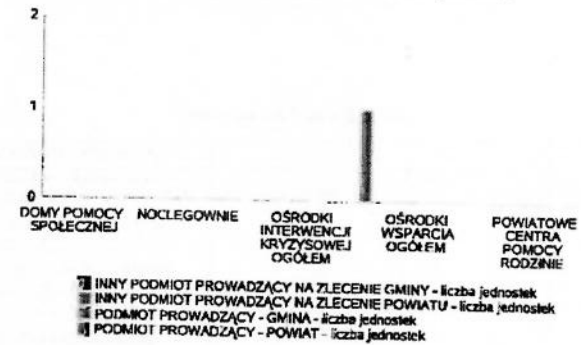 2
1
0
DOMY POMOCY
SPOŁECZNEJ
NOCLEGOWNIE
OŚRODKI
INTERWENCJI
KRYZYSOWEJ
OGÓŁEM
OŚRODKI
WSPARCIA
OGÓŁEM
POWIATOWE
CENTRA
POMOCY
RODZINIE
INNY PODMIOT PROWADZĄCY NA ZLECENIE GMINY - liczba jednostek
INNY PODMIOT PROWADZĄCY NA ZLECENIE POWIATU - liczba jednostek
PODMIOT PROWADZĄCY - GMINA - liczba jednostek
PODMIOT PROWADZĄCY - POWIAT - liczba jednostek